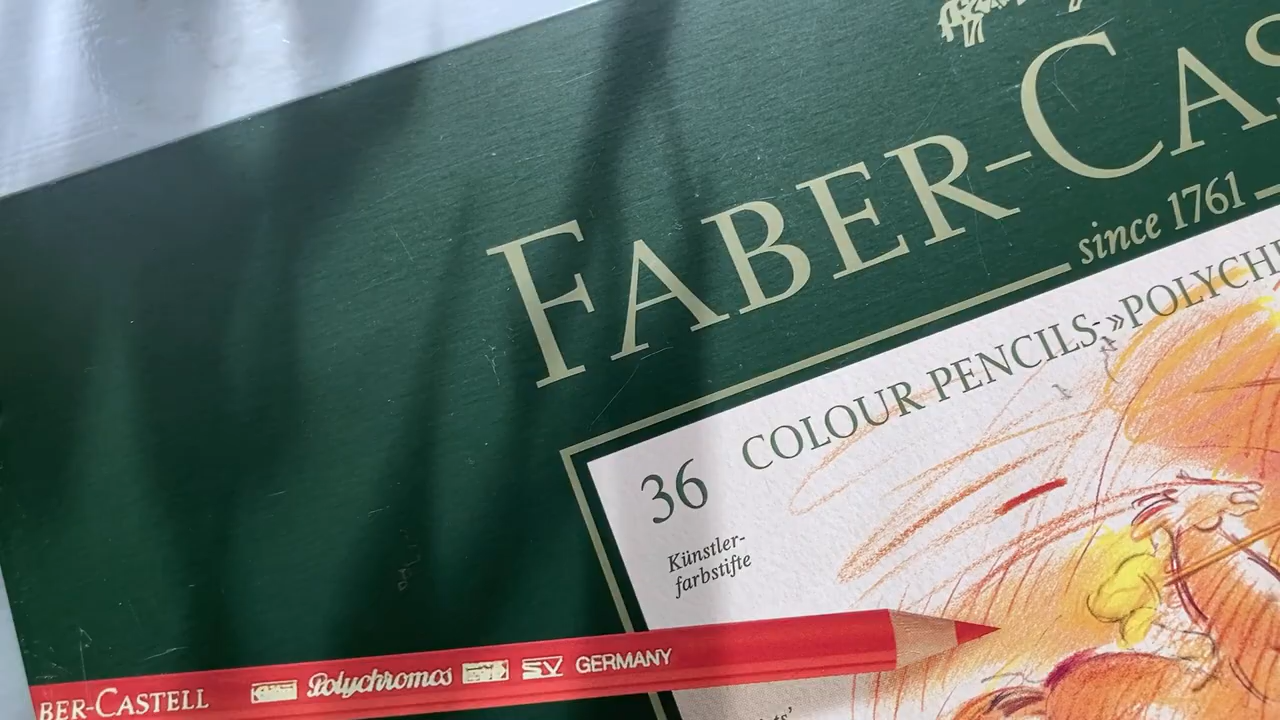 FABER-CAS
since 1761
COLOUR PENCILS »POLYCH
36
Künstler-
farbstifte
BER-CASTELL Polychromos SV GERMANY